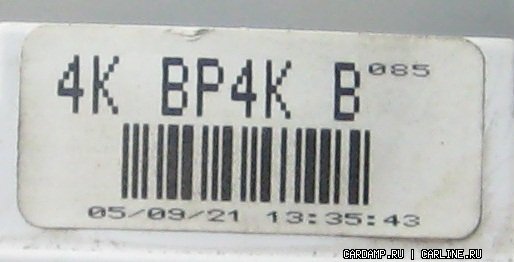 4K BP4K B 085
05/09/21 13:35:43
CARDAMP.RU | CARLINE.RU